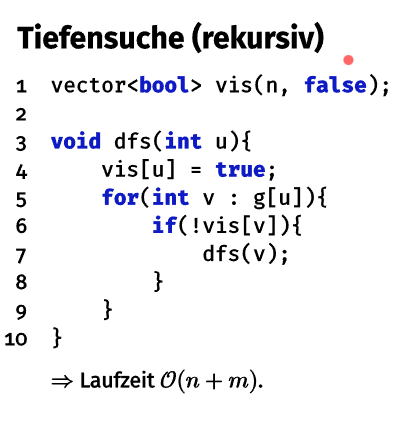 Tiefensuche (rekursiv)
1 vector<bool> vis(n, false);
2
3 void dfs(int u){
4     vis[u] = true;
5     for(int v : g[u]){
6         if(!vis[v]){
7             dfs(v);
8         }
9     }
10 }
⇒ Laufzeit 𝒪(n + m).